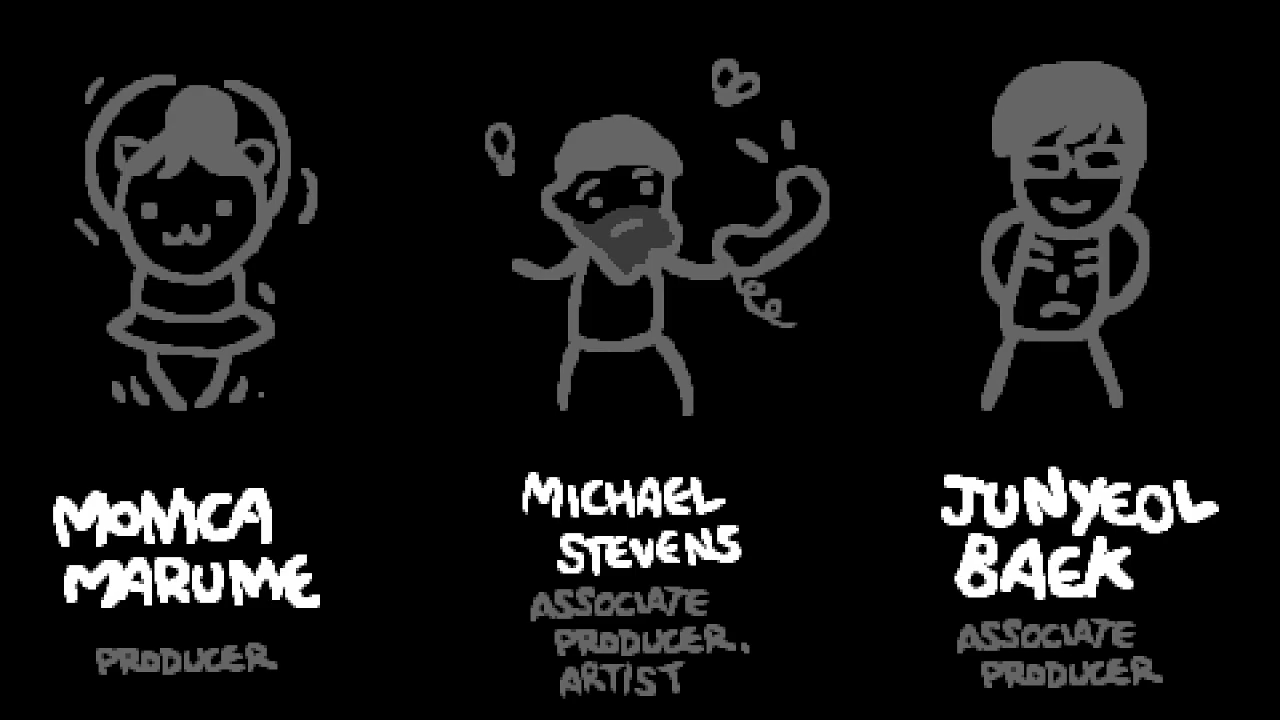 MONICA
MARUME
PRODUCER
MICHAEL
STEVENS
ASSOCIATE
PRODUCER.
ARTIST
JUNYEOL
BAEK
ASSOCIATE
PRODUCER